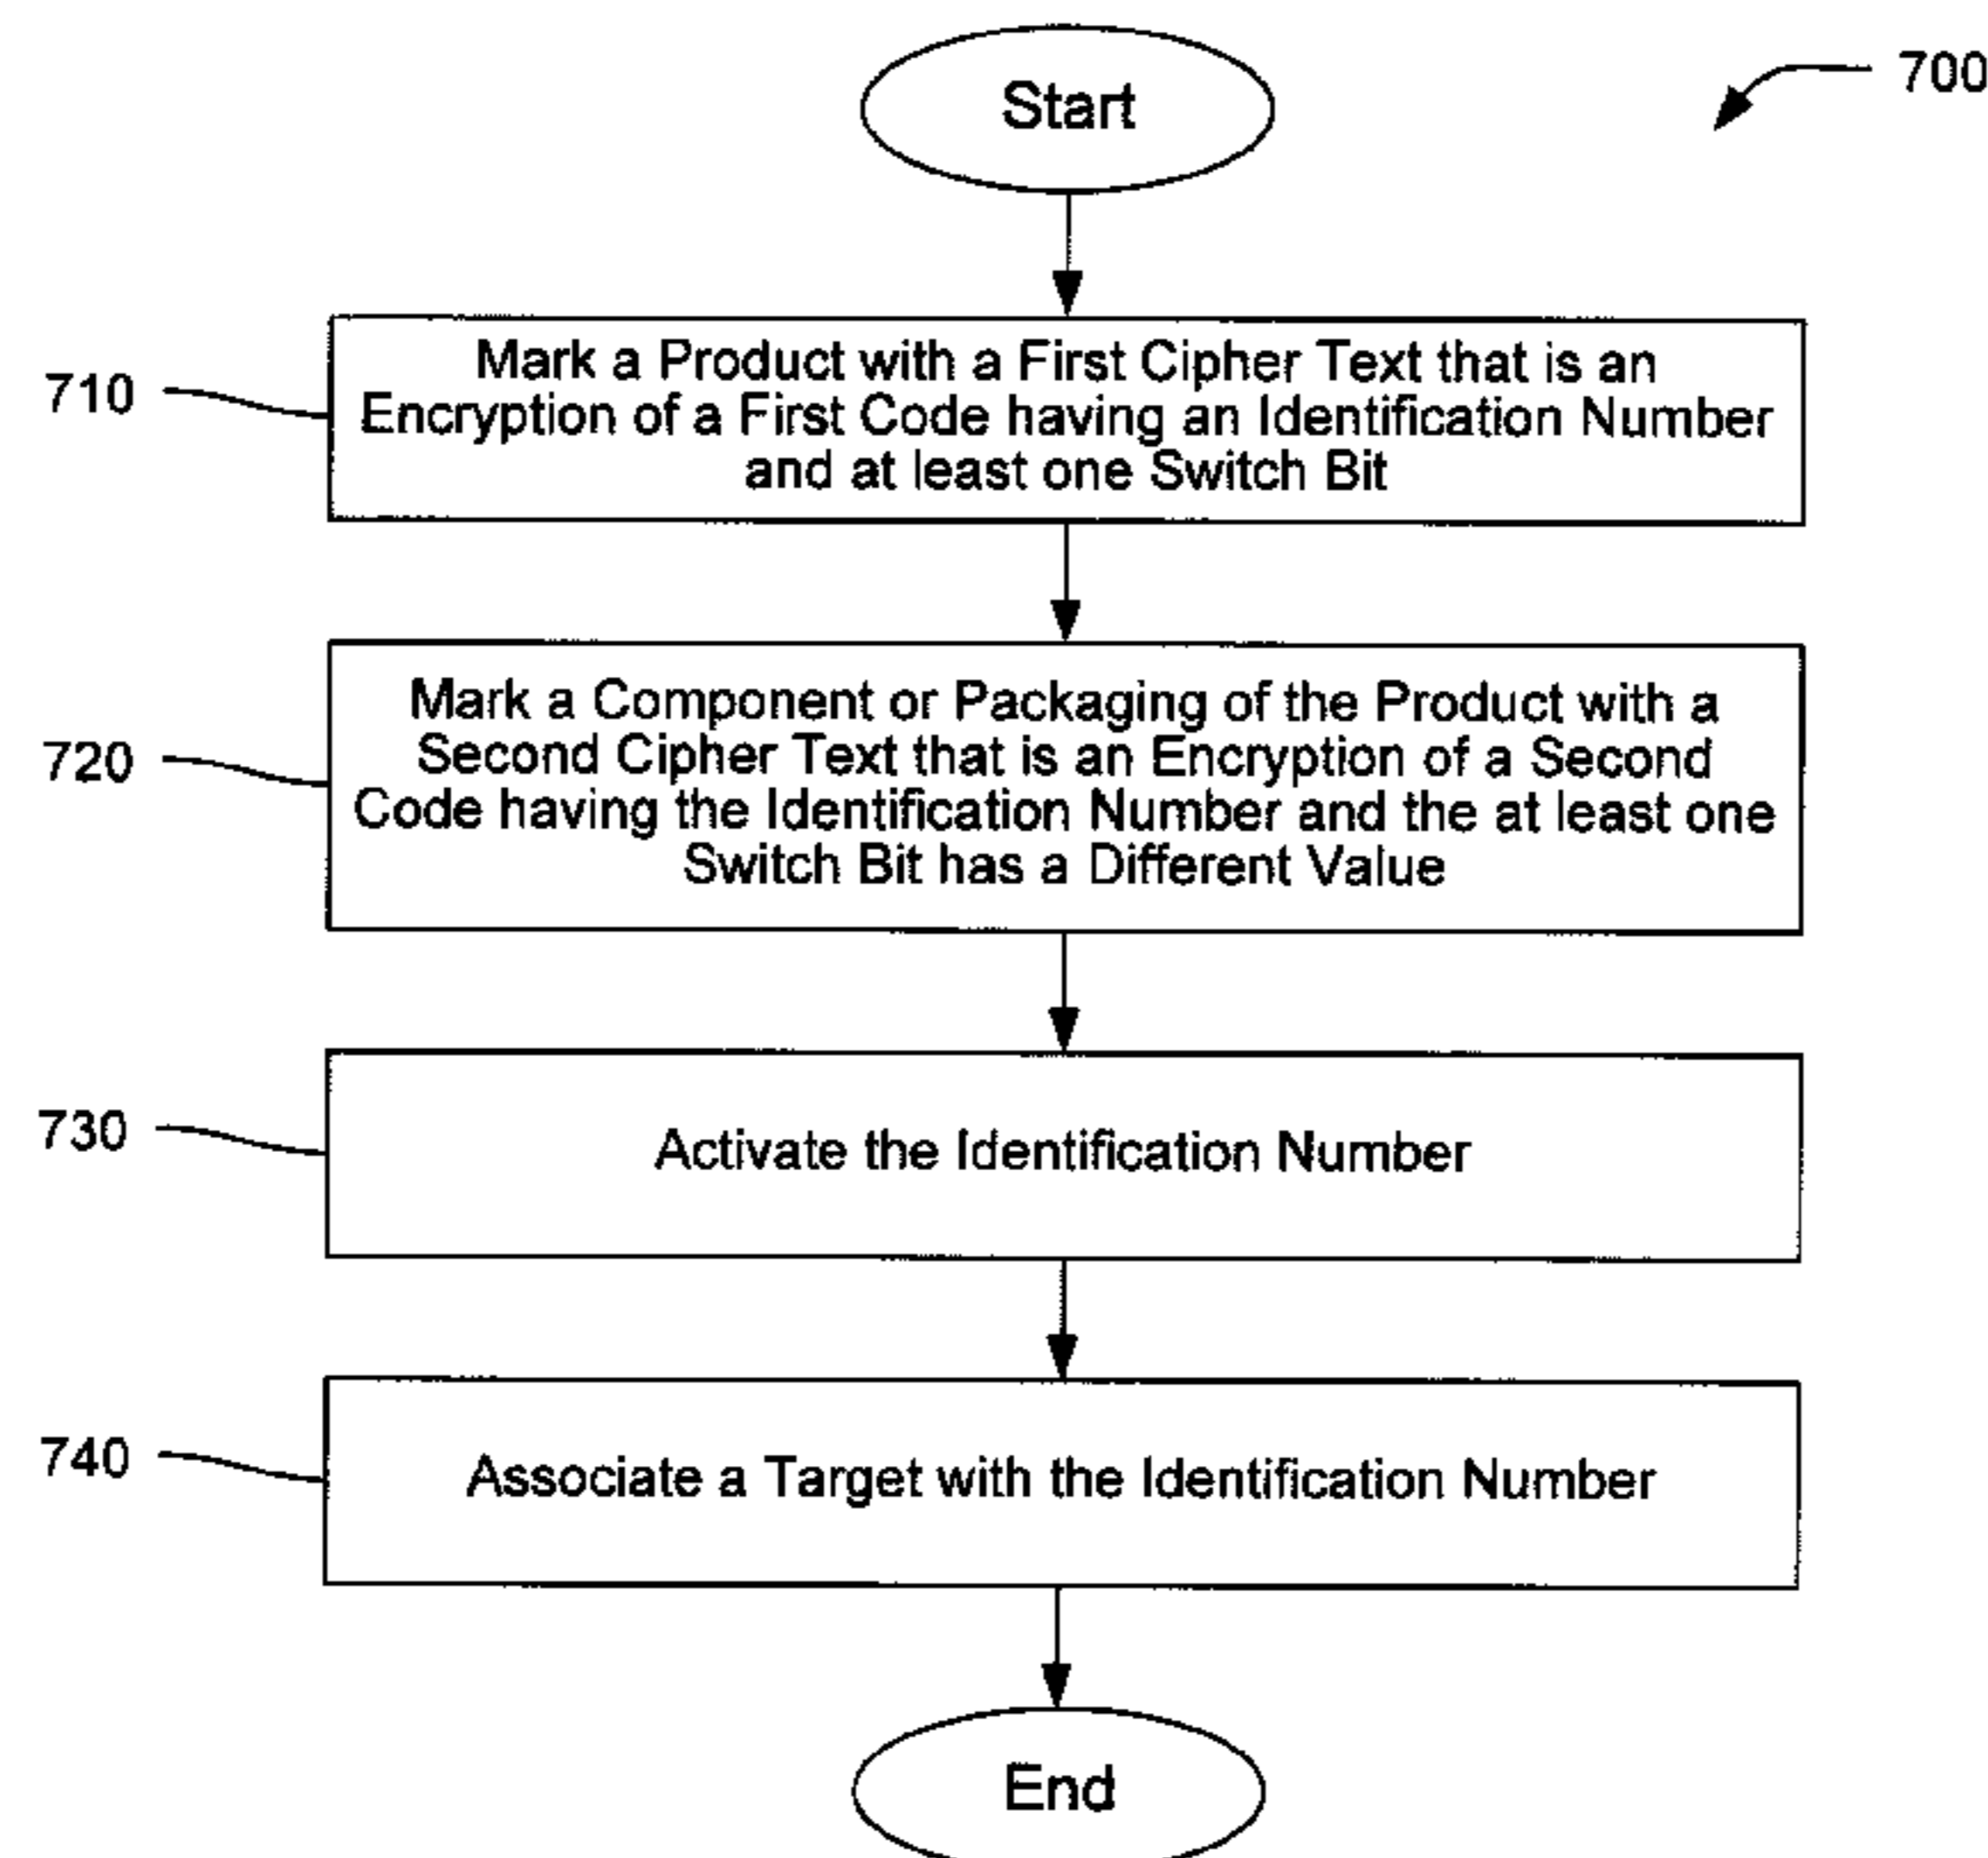 Start
700
710
Mark a Product with a First Cipher Text that is an
Encryption of a First Code having an Identification Number
and at least one Switch Bit
720
Mark a Component or Packaging of the Product with a
Second Cipher Text that is an Encryption of a Second
Code having the Identification Number and the at least one
Switch Bit has a Different Value
730
Activate the Identification Number
740
Associate a Target with the Identification Number
End